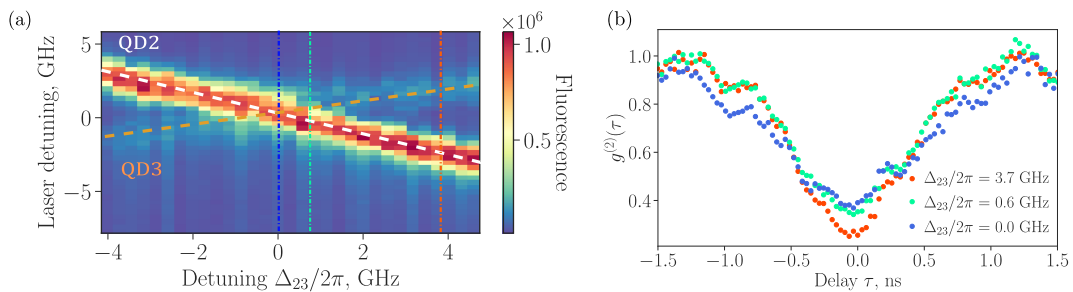 (a)
QD2
QD3
5
0
−5
Laser detuning, GHz
−4
−2
0
2
4
Detuning Δ₂₃/2π, GHz
×10⁶
1.0
0.5
Fluorescence
(b)
1.0
0.8
0.6
0.4
g⁽²⁾(τ)
Δ₂₃/2π = 3.7 GHz
Δ₂₃/2π = 0.6 GHz
Δ₂₃/2π = 0.0 GHz
−1.5
−1.0
−0.5
0.0
0.5
1.0
1.5
Delay τ, ns